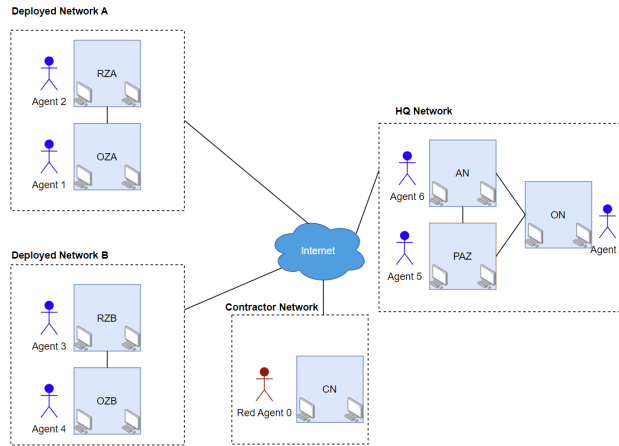 Deployed Network A
RZA
Agent 2
OZA
Agent 1
HQ Network
AN
Agent 6
ON
Agent
PAZ
Agent 5
Internet
Deployed Network B
RZB
Agent 3
OZB
Agent 4
Contractor Network
CN
Red Agent 0